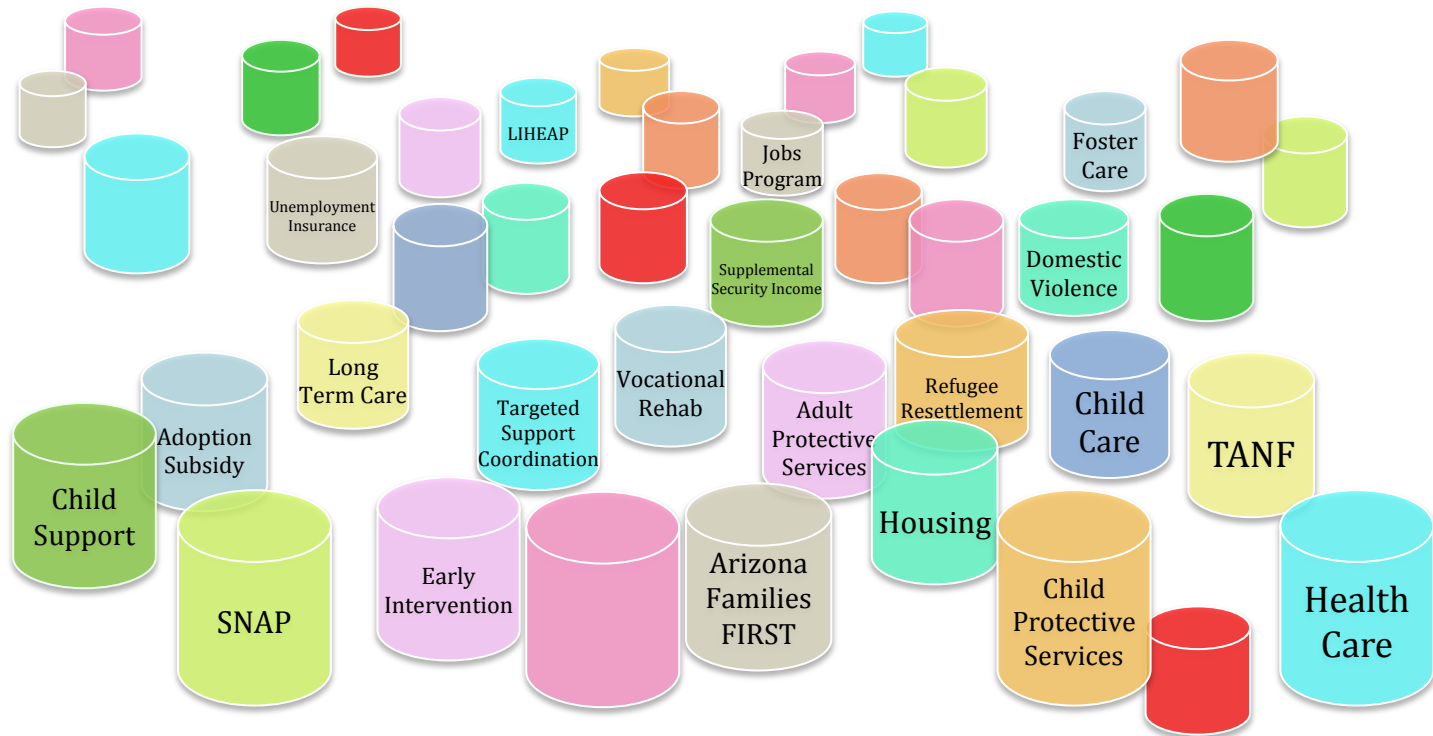 LIHEAP
Jobs
Program
Foster
Care
Unemployment
Insurance
Supplemental
Security Income
Domestic
Violence
Long
Term Care
Vocational
Rehab
Targeted
Support
Coordination
Adult
Protective
Services
Refugee
Resettlement
Child
Care
TANF
Adoption
Subsidy
Child
Support
SNAP
Early
Intervention
Arizona
Families
FIRST
Housing
Child
Protective
Services
Health
Care